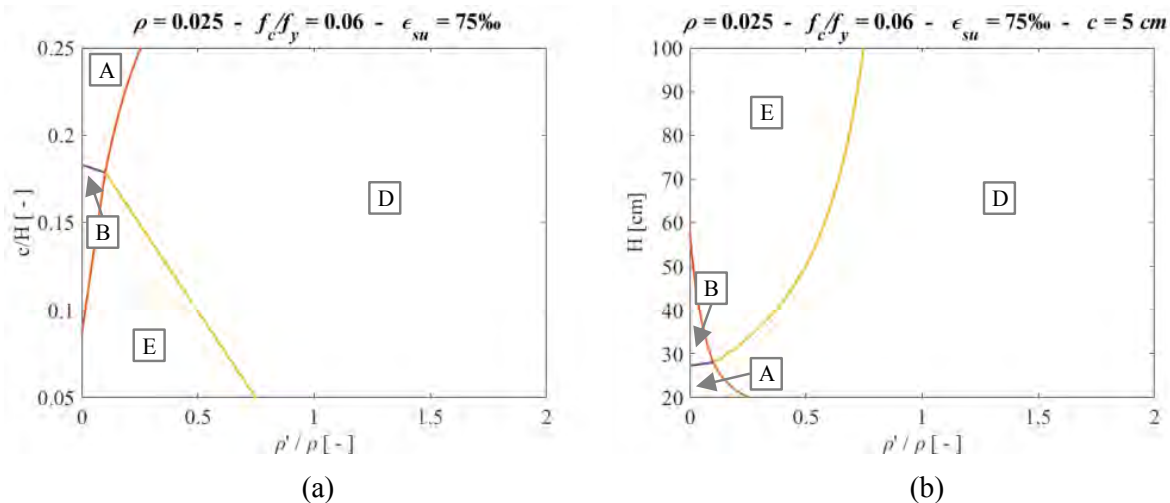 ρ = 0.025 - f_c/f_y = 0.06 - ϵ_su = 75‰
0.25
0.2
0.15
0.1
0.05
c/H [ - ]
A
B
D
E
0 0.5 1 1.5 2
ρ' / ρ [ - ]
(a)
ρ = 0.025 - f_c/f_y = 0.06 - ϵ_su = 75‰ - c = 5 cm
100
90
80
70
60
50
40
30
20
H [cm]
E
D
B
A
0 0.5 1 1.5 2
ρ' / ρ [ - ]
(b)